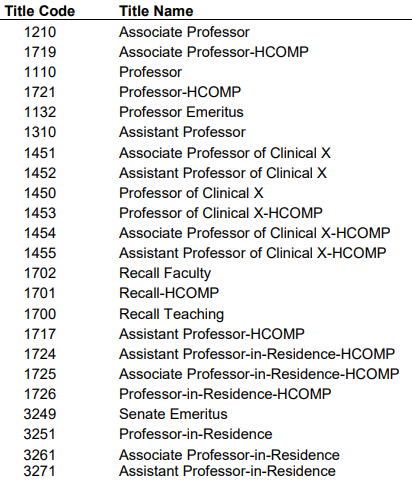 Title Code Title Name
1210 Associate Professor
1719 Associate Professor-HCOMP
1110 Professor
1721 Professor-HCOMP
1132 Professor Emeritus
1310 Assistant Professor
1451 Associate Professor of Clinical X
1452 Assistant Professor of Clinical X
1450 Professor of Clinical X
1453 Professor of Clinical X-HCOMP
1454 Associate Professor of Clinical X-HCOMP
1455 Assistant Professor of Clinical X-HCOMP
1702 Recall Faculty
1701 Recall-HCOMP
1700 Recall Teaching
1717 Assistant Professor-HCOMP
1724 Assistant Professor-in-Residence-HCOMP
1725 Associate Professor-in-Residence-HCOMP
1726 Professor-in-Residence-HCOMP
3249 Senate Emeritus
3251 Professor-in-Residence
3261 Associate Professor-in-Residence
3271 Assistant Professor-in-Residence